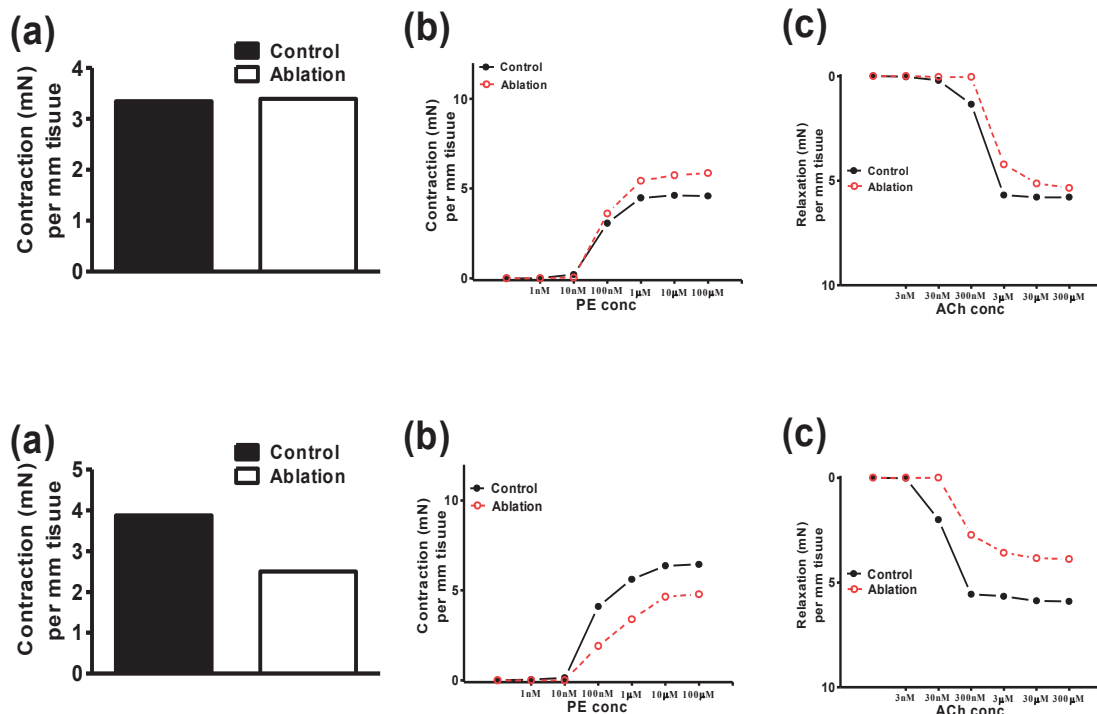 (a)
Control
Ablation
Contraction (mN)
per mm tisuue
4
3
2
1
0
(b)
Control
Ablation
Contraction (mN)
per mm tissue
10
5
0
1nM 10nM 100nM 1µM 10µM 100µM
PE conc
(c)
Relaxation (mN)
per mm tissue
0
5
10
Control
Ablation
3nM 30nM 300nM 3µM 30µM 300µM
ACh conc
(a)
Control
Ablation
Contraction (mN)
per mm tisuue
5
4
3
2
1
0
(b)
Control
Ablation
Contraction (mN)
per mm tissue
10
5
0
1nM 10nM 100nM 1µM 10µM 100µM
PE conc
(c)
Relaxation (mN)
per mm tissue
0
5
10
Control
Ablation
3nM 30nM 300nM 3µM 30µM 300µM
ACh conc